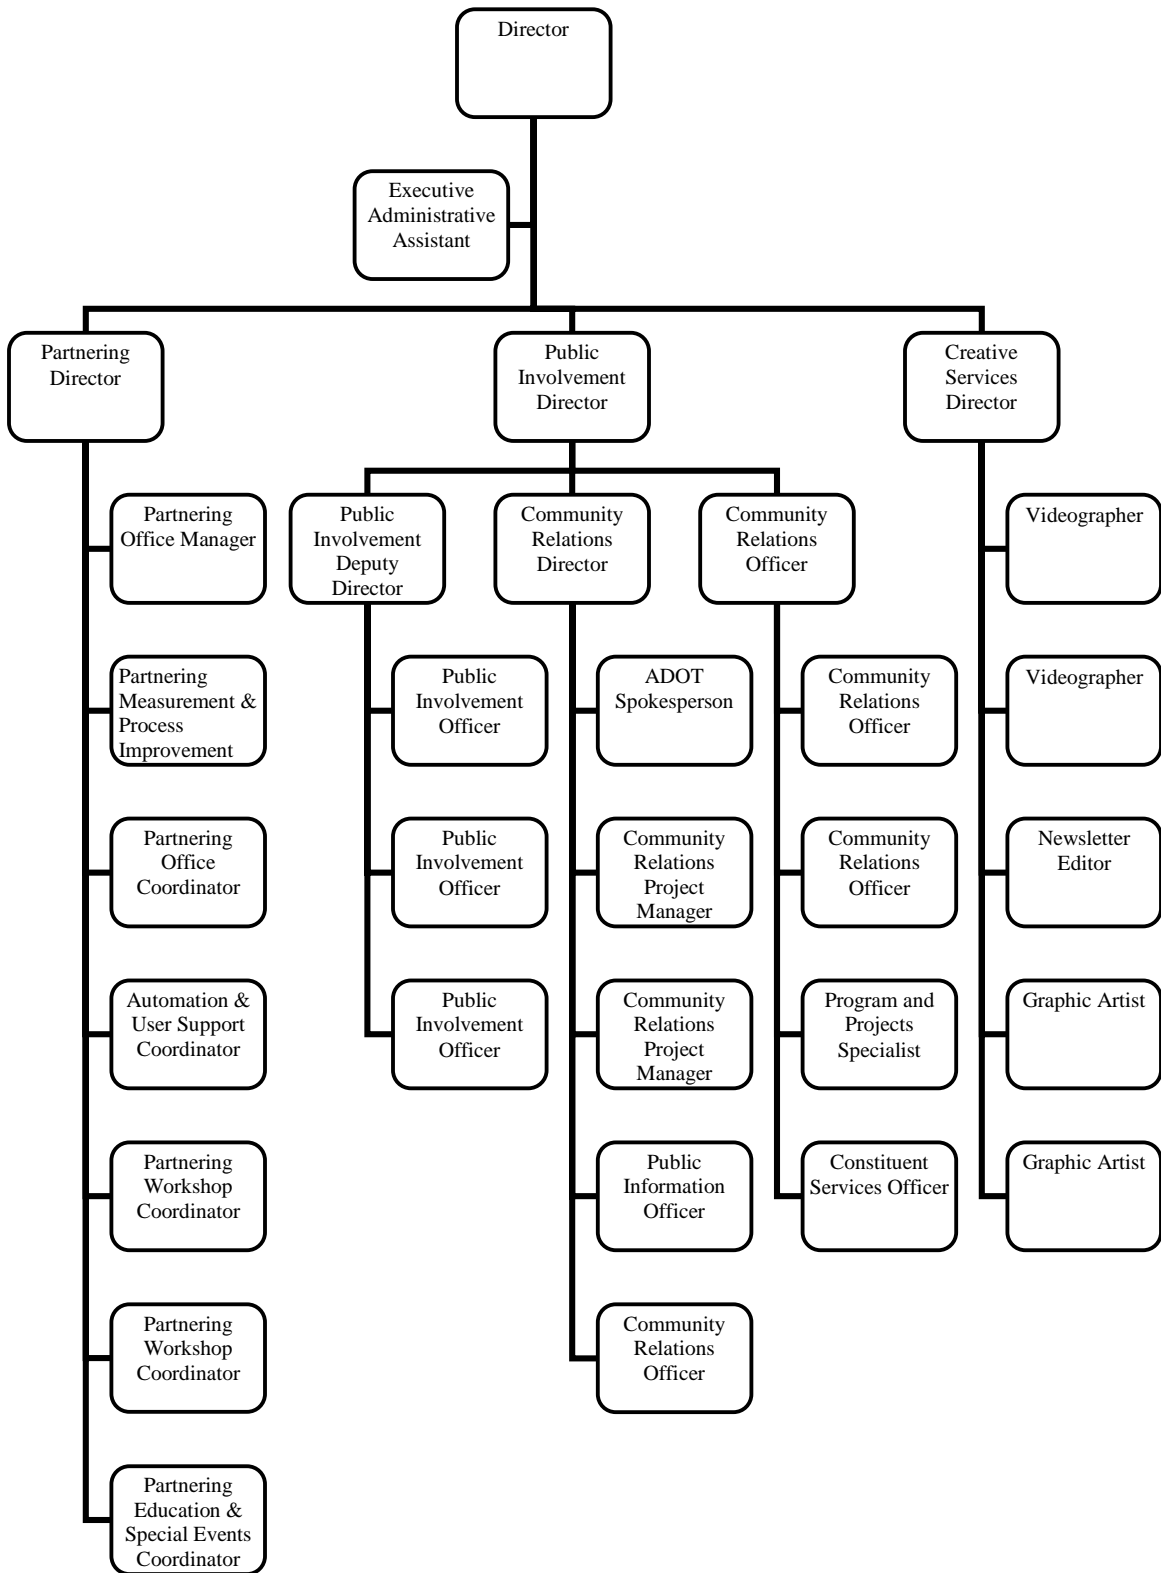 Director
Executive
Administrative
Assistant
Partnering
Director
Public
Involvement
Director
Creative
Services
Director
Partnering
Office Manager
Partnering
Measurement &
Process
Improvement
Partnering
Office
Coordinator
Automation &
User Support
Coordinator
Partnering
Workshop
Coordinator
Partnering
Workshop
Coordinator
Partnering
Education &
Special Events
Coordinator
Public
Involvement
Deputy
Director
Public
Involvement
Officer
Public
Involvement
Officer
Public
Involvement
Officer
Community
Relations
Director
ADOT
Spokesperson
Community
Relations
Project
Manager
Community
Relations
Project
Manager
Public
Information
Officer
Community
Relations
Officer
Community
Relations
Officer
Community
Relations
Officer
Community
Relations
Officer
Program and
Projects
Specialist
Constituent
Services Officer
Videographer
Videographer
Newsletter
Editor
Graphic Artist
Graphic Artist